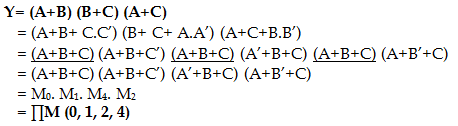 Y= (A+B) (B+C) (A+C)
= (A+B+ C.C′) (B+ C+ A.A′) (A+C+B.B′)
= (A+B+C) (A+B+C′) (A+B+C) (A′+B+C) (A+B+C) (A+B′+C)
= (A+B+C) (A+B+C′) (A′+B+C) (A+B′+C)
= M₀. M₁. M₄. M₂
= ∏M (0, 1, 2, 4)